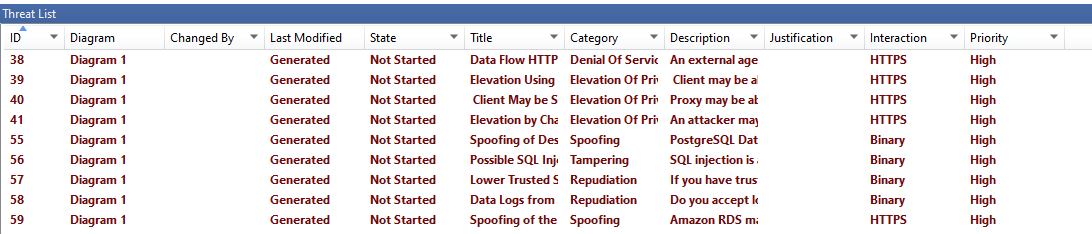 Threat List
ID Diagram Changed By Last Modified State Title Category Description Justification Interaction Priority
38 Diagram 1 Generated Not Started Data Flow HTTP Denial Of Servic An external age HTTPS High
39 Diagram 1 Generated Not Started Elevation Using Elevation Of Pri Client may be a HTTPS High
40 Diagram 1 Generated Not Started Client May be S Elevation Of Pri Proxy may be ab HTTPS High
41 Diagram 1 Generated Not Started Elevation by Cha Elevation Of Pri An attacker may HTTPS High
55 Diagram 1 Generated Not Started Spoofing of Des Spoofing PostgreSQL Dat Binary High
56 Diagram 1 Generated Not Started Possible SQL Inj Tampering SQL injection is Binary High
57 Diagram 1 Generated Not Started Lower Trusted S Repudiation If you have trus Binary High
58 Diagram 1 Generated Not Started Data Logs from Repudiation Do you accept lo Binary High
59 Diagram 1 Generated Not Started Spoofing of the Spoofing Amazon RDS ma HTTPS High